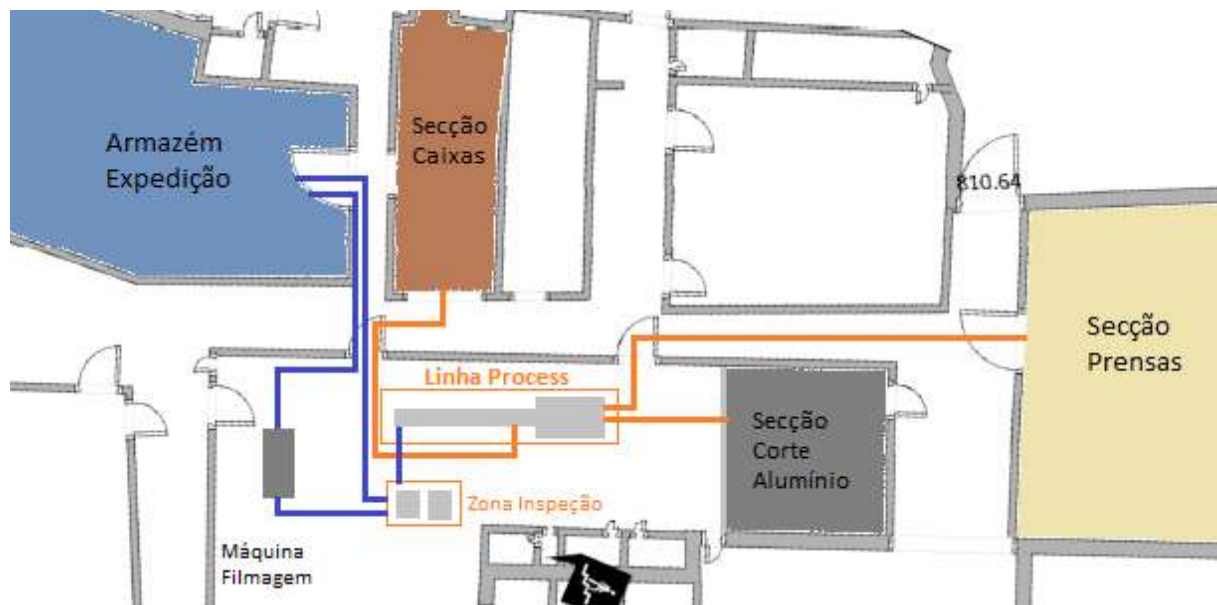 Armazém
Expedição
Secção
Caixas
810.64
Secção
Prensas
Linha Process
Secção
Corte
Alumínio
Zona Inspeção
Máquina
Filmagem